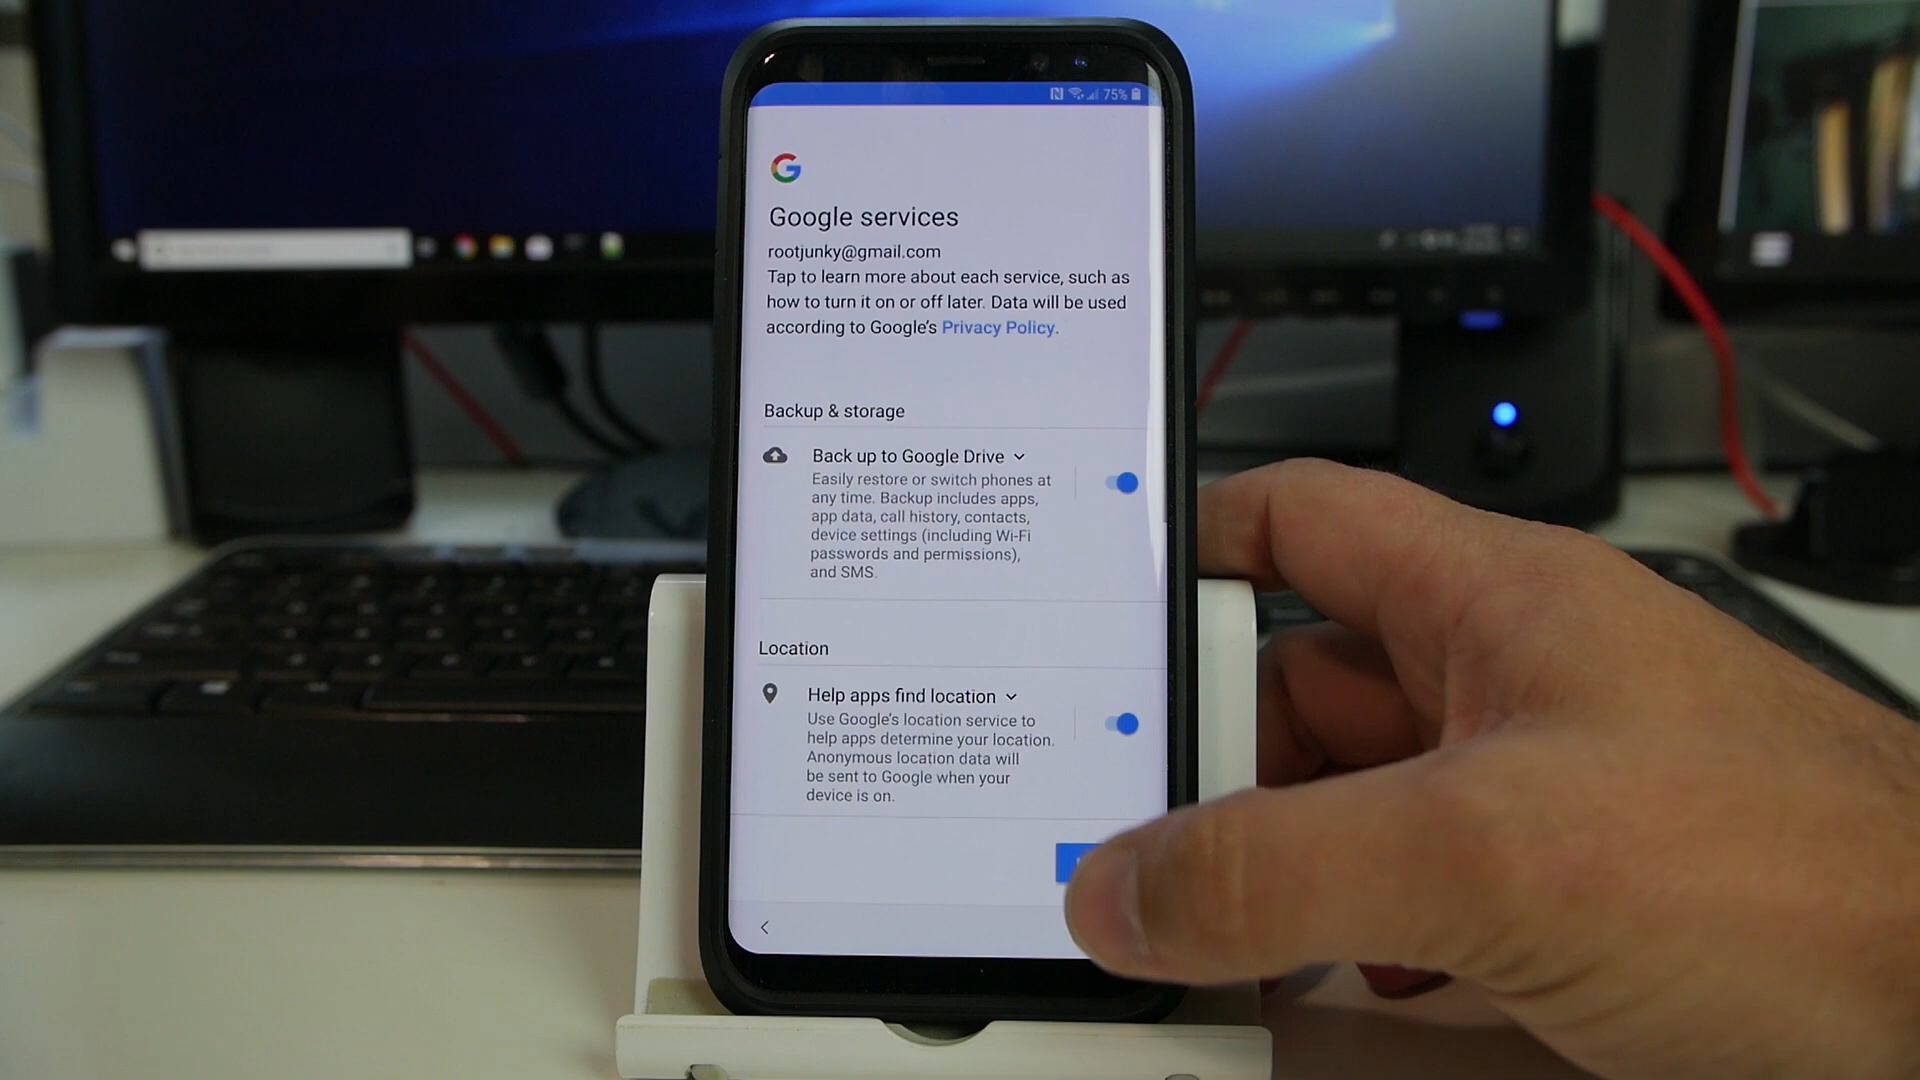 75%
Google services
rootjunky@gmail.com
Tap to learn more about each service, such as
how to turn it on or off later. Data will be used
according to Google's Privacy Policy.
Backup & storage
Back up to Google Drive
Easily restore or switch phones at
any time. Backup includes apps,
app data, call history, contacts,
device settings (including Wi-Fi
passwords and permissions),
and SMS.
Location
Help apps find location
Use Google's location service to
help apps determine your location.
Anonymous location data will
be sent to Google when your
device is on.